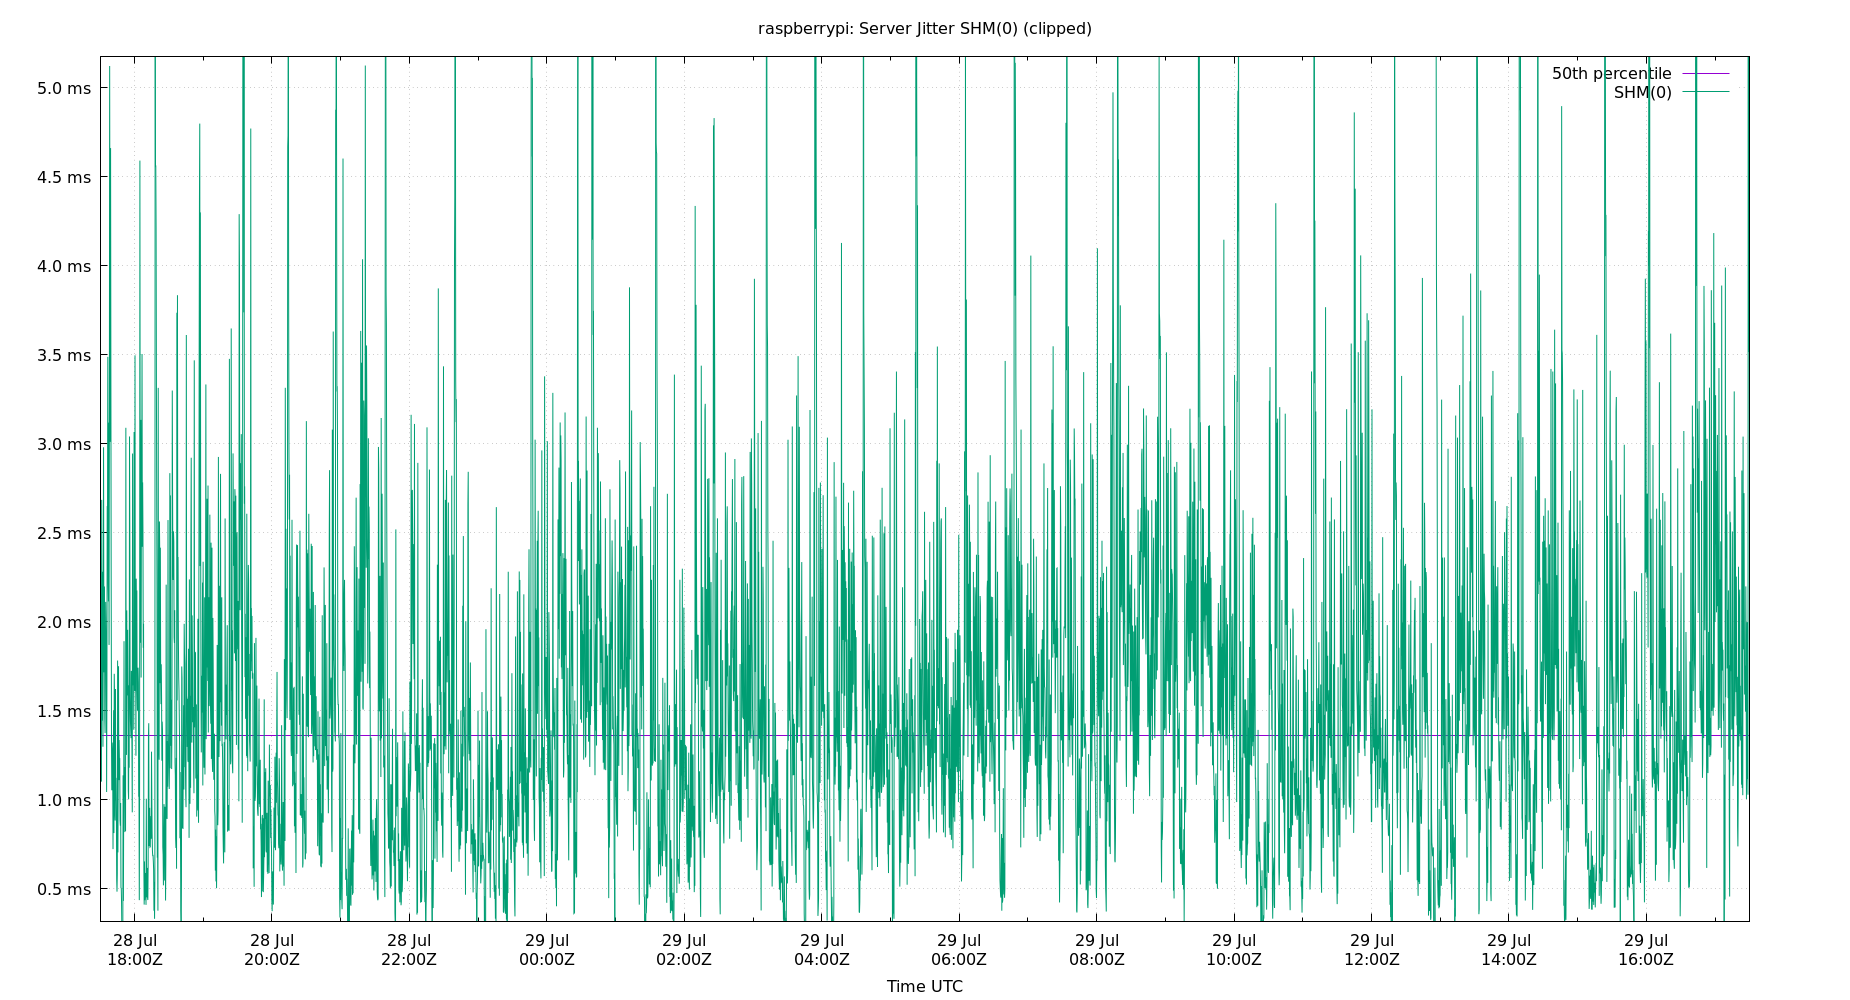 raspberrypi: Server Jitter SHM(0) (clipped)
50th percentile
SHM(0)
5.0 ms
4.5 ms
4.0 ms
3.5 ms
3.0 ms
2.5 ms
2.0 ms
1.5 ms
1.0 ms
0.5 ms
28 Jul 28 Jul 28 Jul 29 Jul 29 Jul 29 Jul 29 Jul 29 Jul 29 Jul 29 Jul 29 Jul 29 Jul
18:00Z 20:00Z 22:00Z 00:00Z 02:00Z 04:00Z 06:00Z 08:00Z 10:00Z 12:00Z 14:00Z 16:00Z
Time UTC